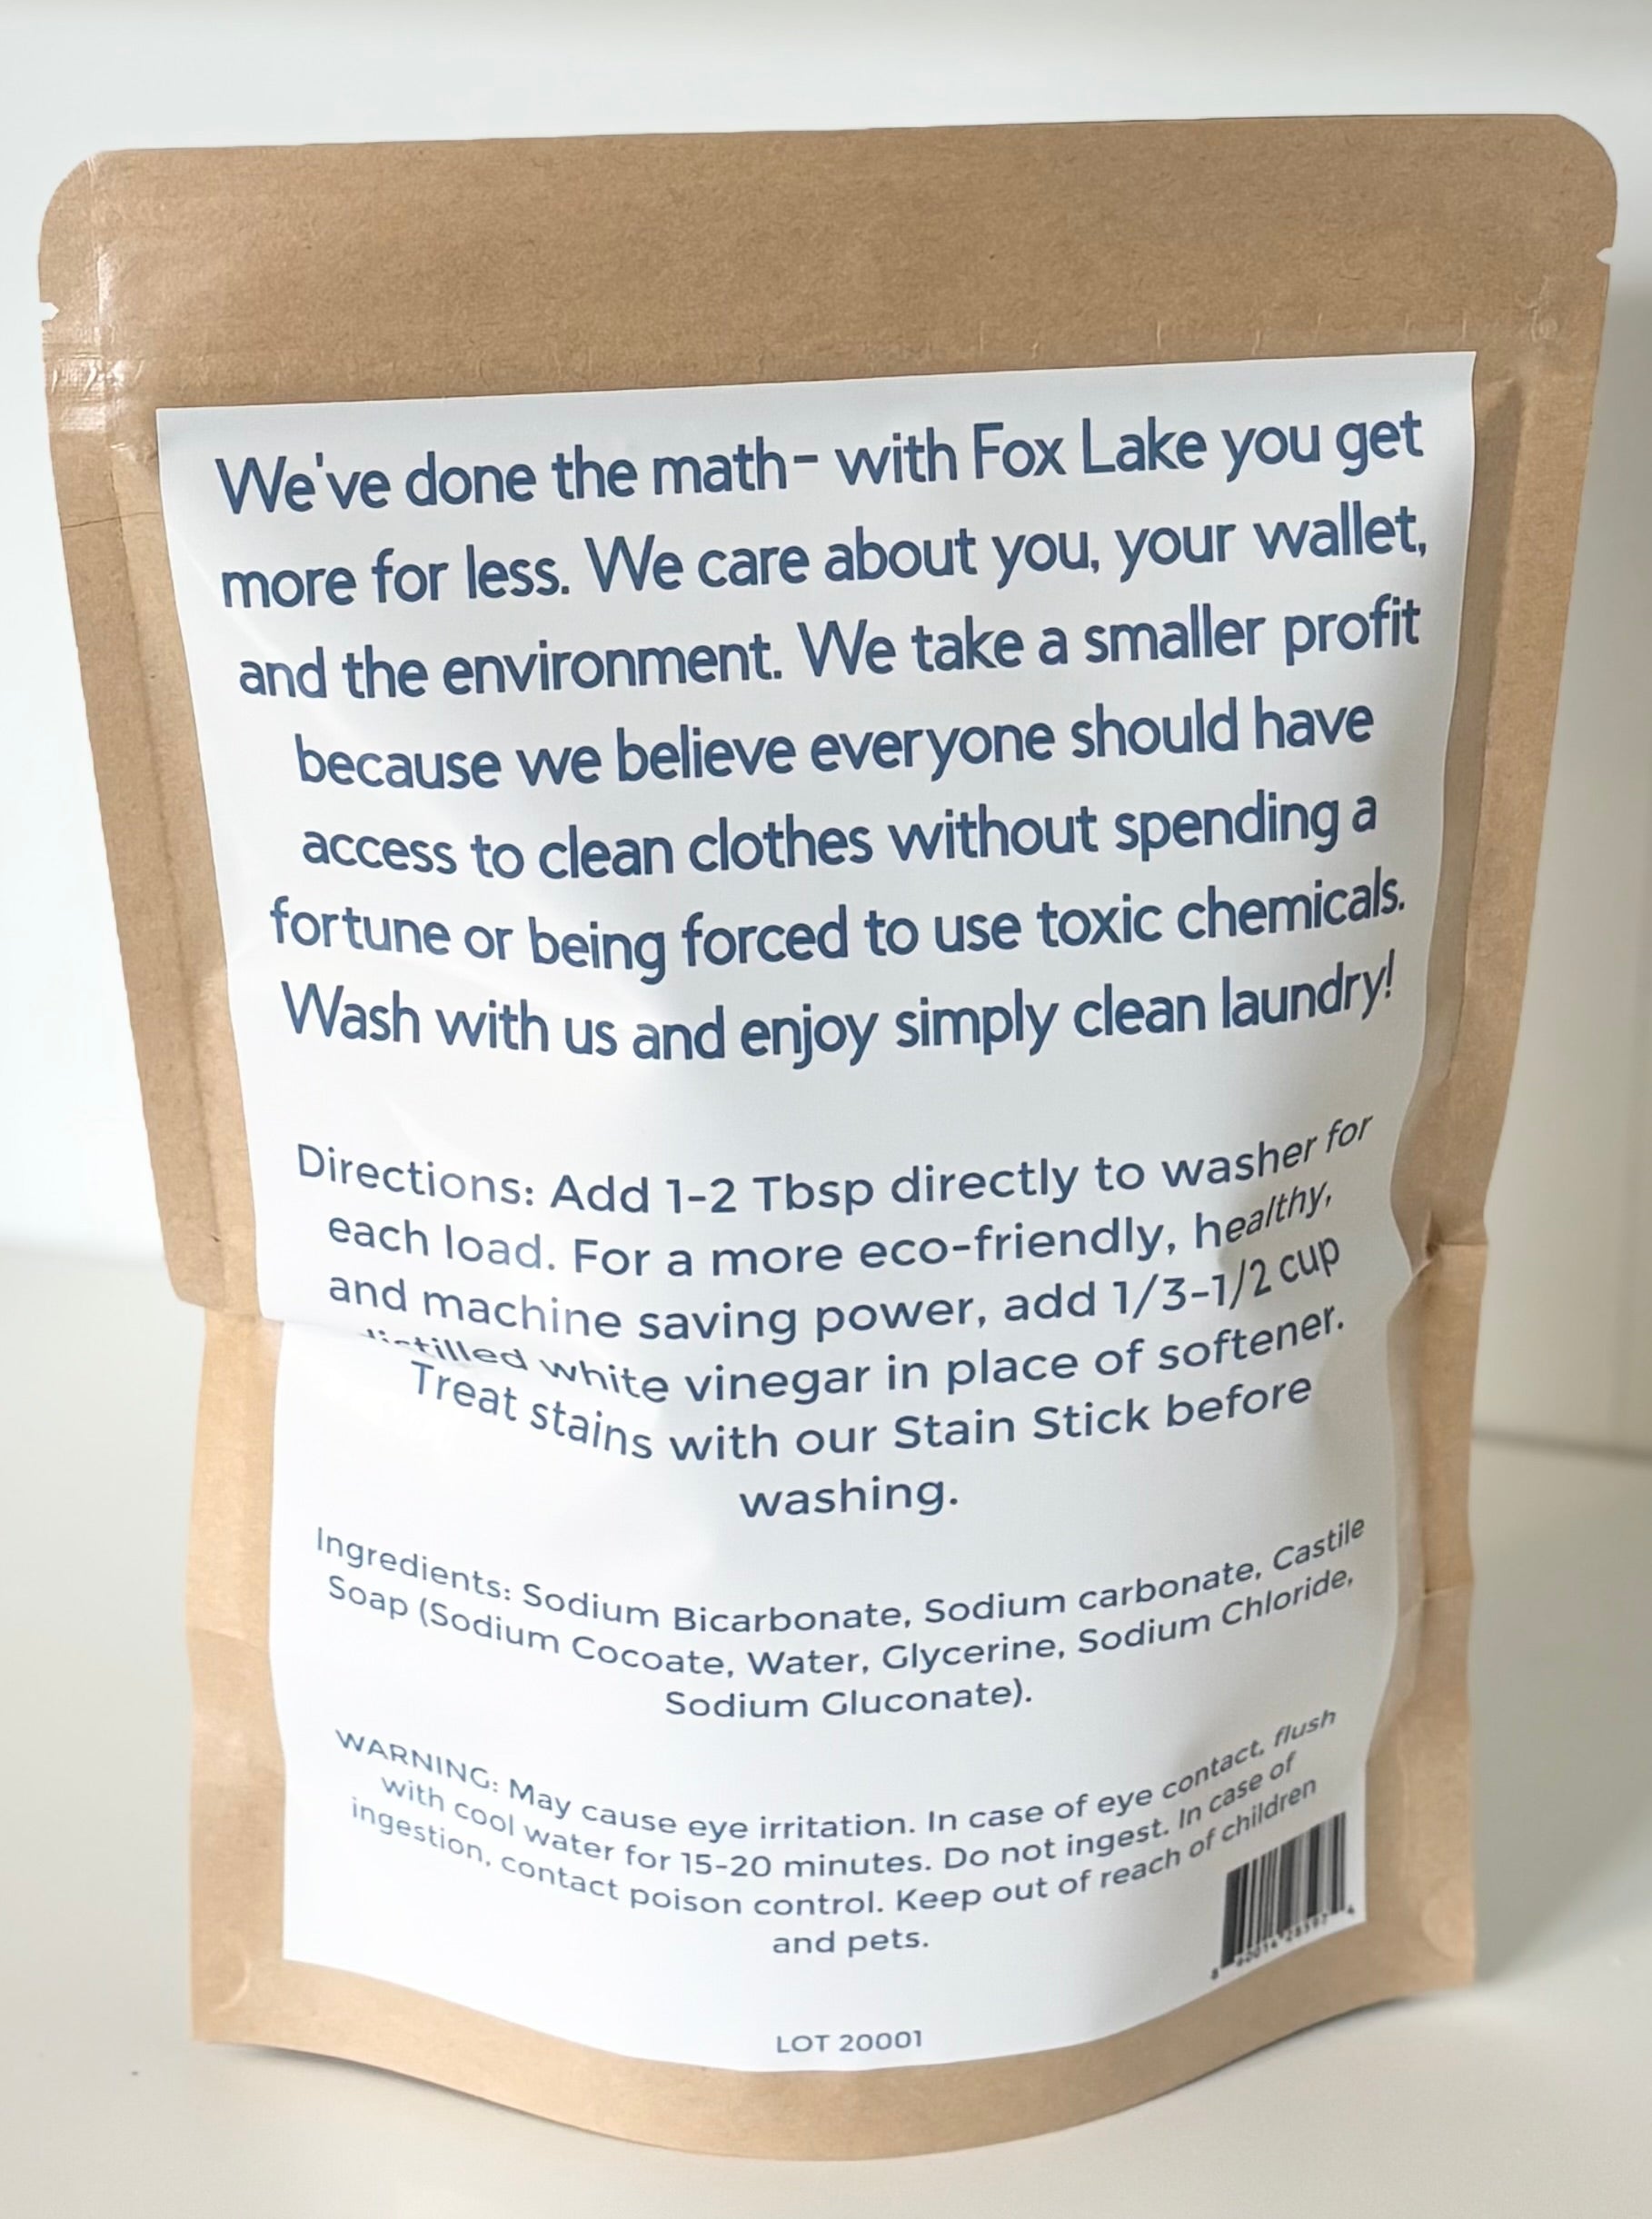 We've done the math- with Fox Lake you get
more for less. We care about you, your wallet,
and the environment. We take a smaller profit
because we believe everyone should have
access to clean clothes without spending a
fortune or being forced to use toxic chemicals.
Wash with us and enjoy simply clean laundry!
Directions: Add 1-2 Tbsp directly to washer for
each load. For a more eco-friendly, healthy,
and machine saving power, add 1/3-1/2 cup
distilled white vinegar in place of softener.
Treat stains with our Stain Stick before
washing.
Ingredients: Sodium Bicarbonate, Sodium carbonate, Castile
Soap (Sodium Cocoate, Water, Glycerine, Sodium Chloride,
Sodium Gluconate).
WARNING: May cause eye irritation. In case of eye contact, flush
with cool water for 15-20 minutes. Do not ingest. In case of
ingestion, contact poison control. Keep out of reach of children
and pets.
LOT 20001